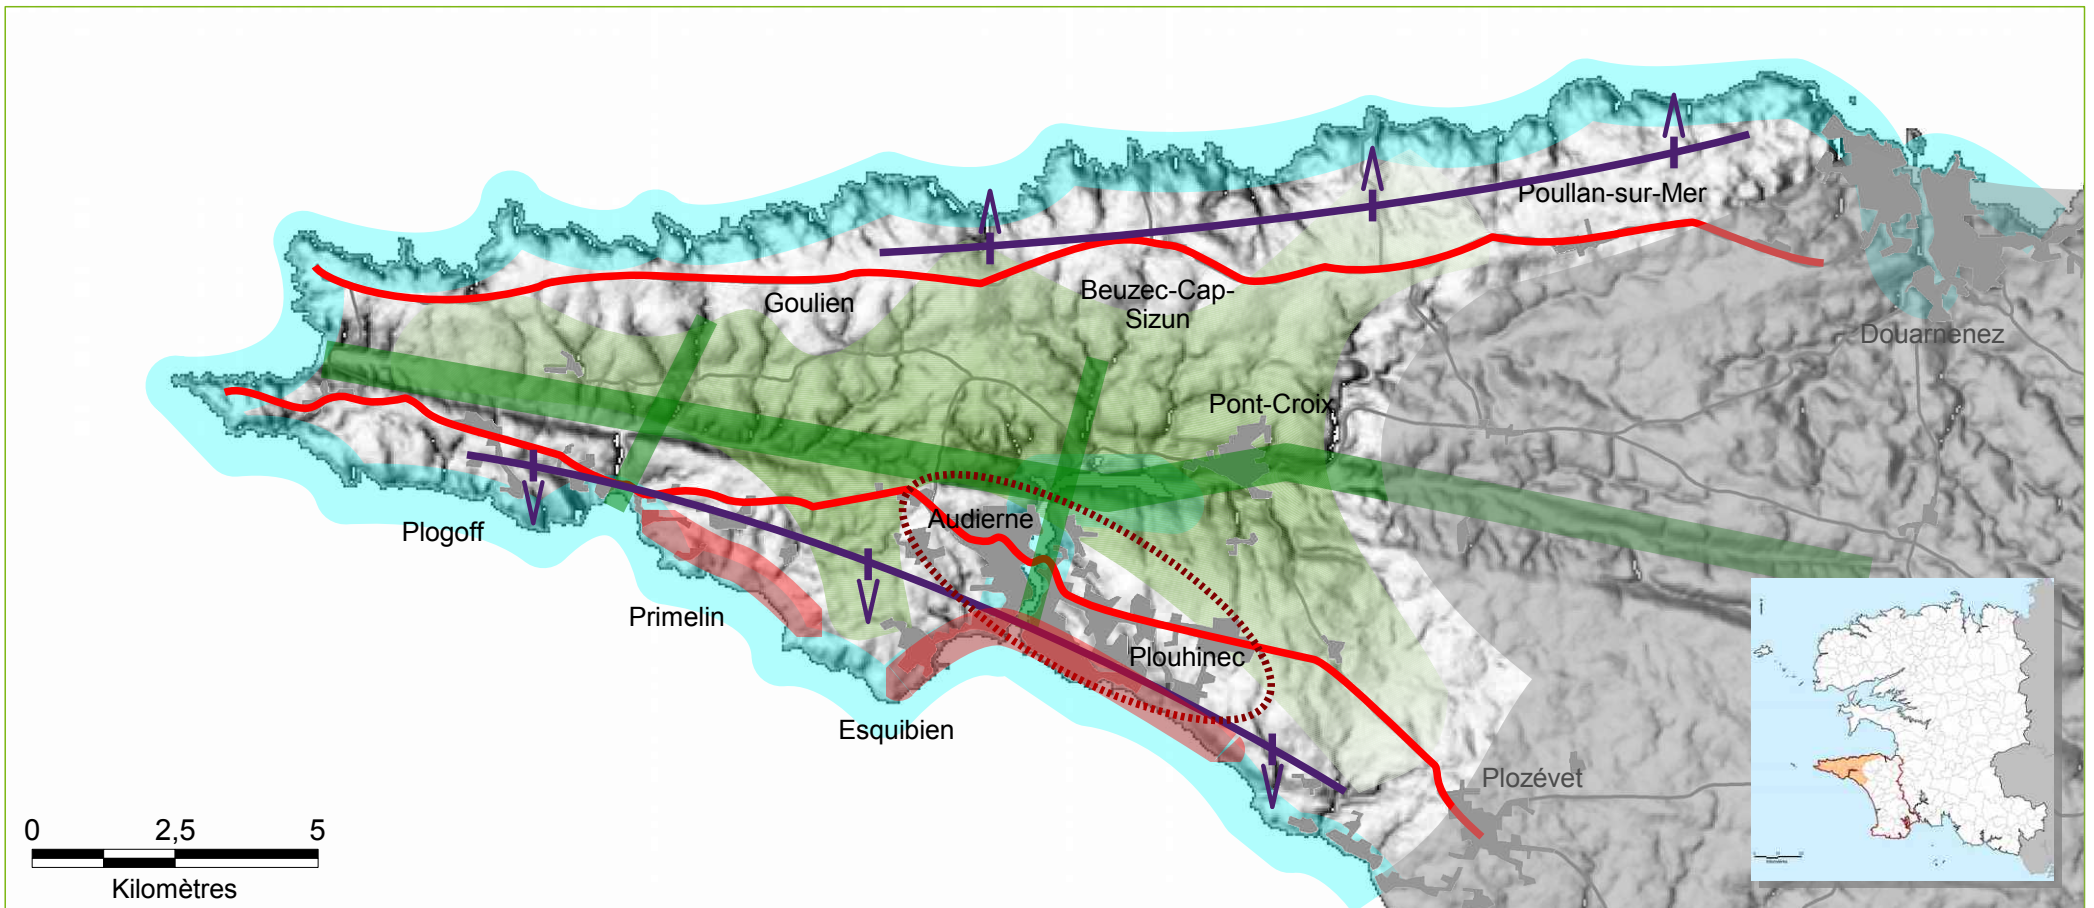 Poullan-sur-Mer
Goulien
Beuzec-Cap-
Sizun
Douarnenez
Pont-Croix
Plogoff
Audierne
Primelin
Plouhinec
Esquibien
Plozévet
0 2,5 5
Kilomètres